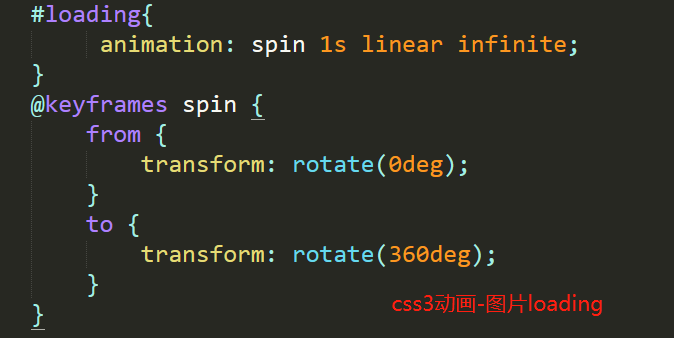 #loading{
animation: spin 1s linear infinite;
}
@keyframes spin {
from {
transform: rotate(0deg);
}
to {
transform: rotate(360deg);
}
css3动画-图片loading
}